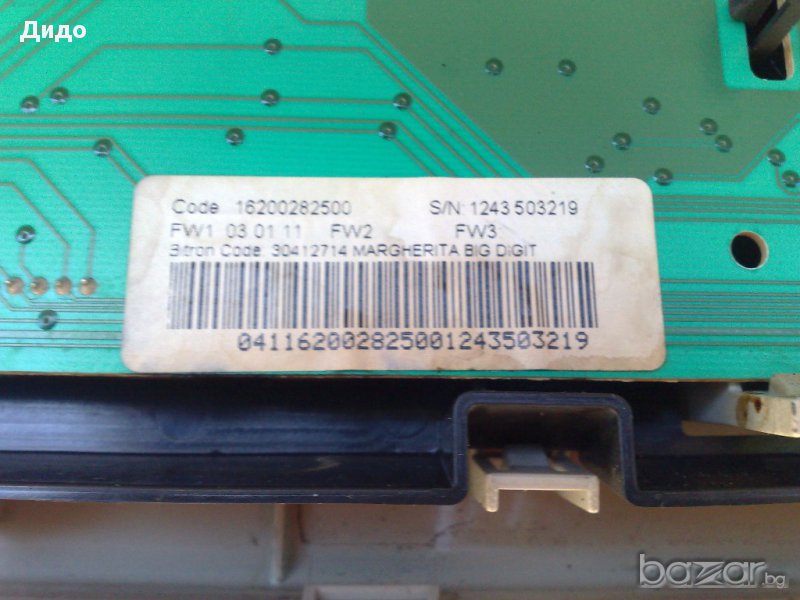 Дидо
Code 16200282500 S/N: 1243 503219
FW1 03 01 11 FW2 FW3
Bitron Code: 30412714 MARGHERITA BIG DIGIT
041162002825001243503219
bazar.bg